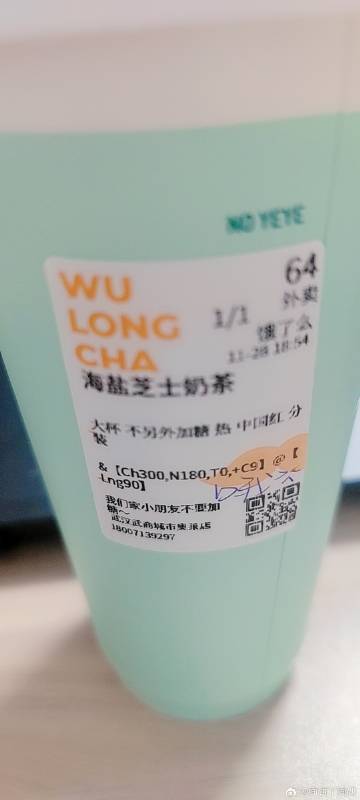 NO YEYE
WU
LONG
CHA
64
1/1
外卖
饿了么
11-28 18:54
海盐芝士奶茶
大杯 不另外加糖 热 中国红 分
装
& 【Ch300,N180,T0,+C9】@【
Lng90】
我们家小朋友不要加
糖~
武汉武商城市奥莱店
18007139297